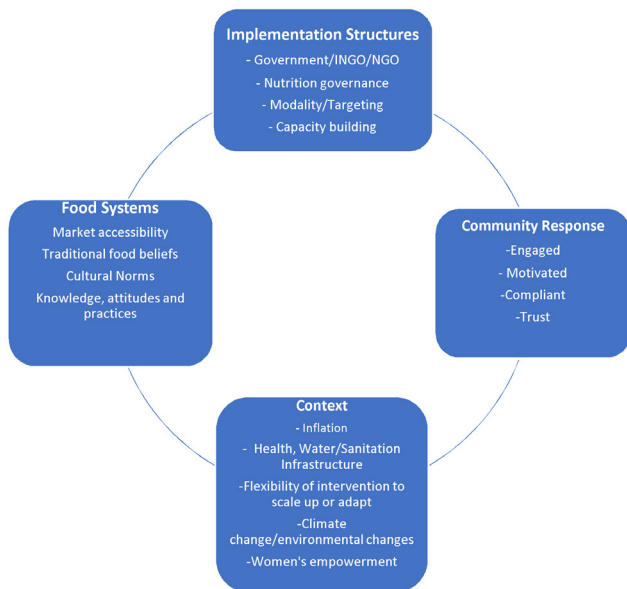 Implementation Structures
- Government/INGO/NGO
- Nutrition governance
- Modality/Targeting
- Capacity building
Food Systems
Market accessibility
Traditional food beliefs
Cultural Norms
Knowledge, attitudes and
practices
Community Response
-Engaged
- Motivated
-Compliant
-Trust
Context
- Inflation
- Health, Water/Sanitation
Infrastructure
-Flexibility of intervention to
scale up or adapt
-Climate
change/environmental changes
-Women's empowerment